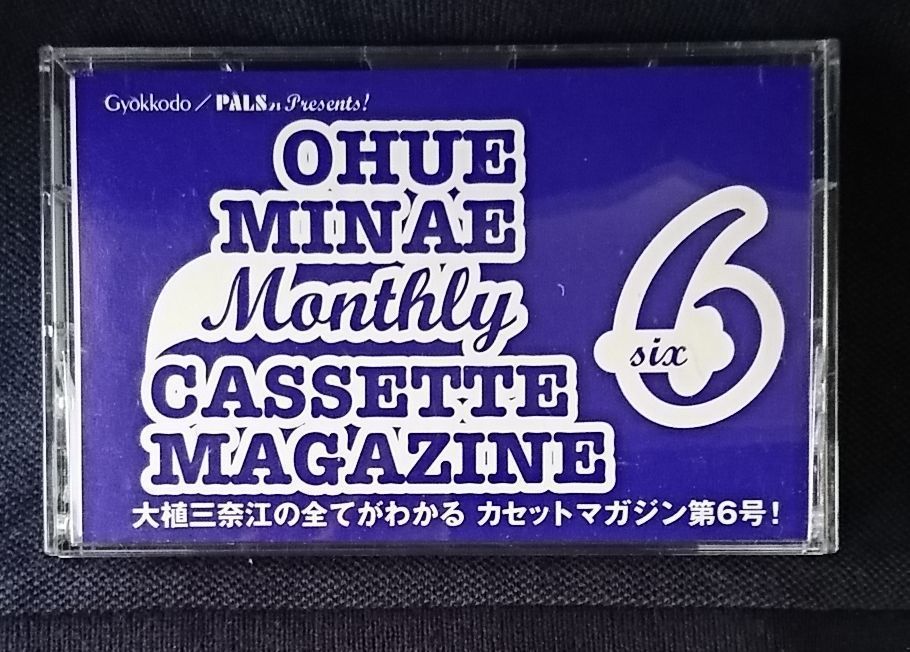 Gyokkodo / PALS Presents!
OHUE
MINAE
Monthly
CASSETTE
MAGAZINE
6
six
大植三奈江の全てがわかる カセットマガジン第6号!